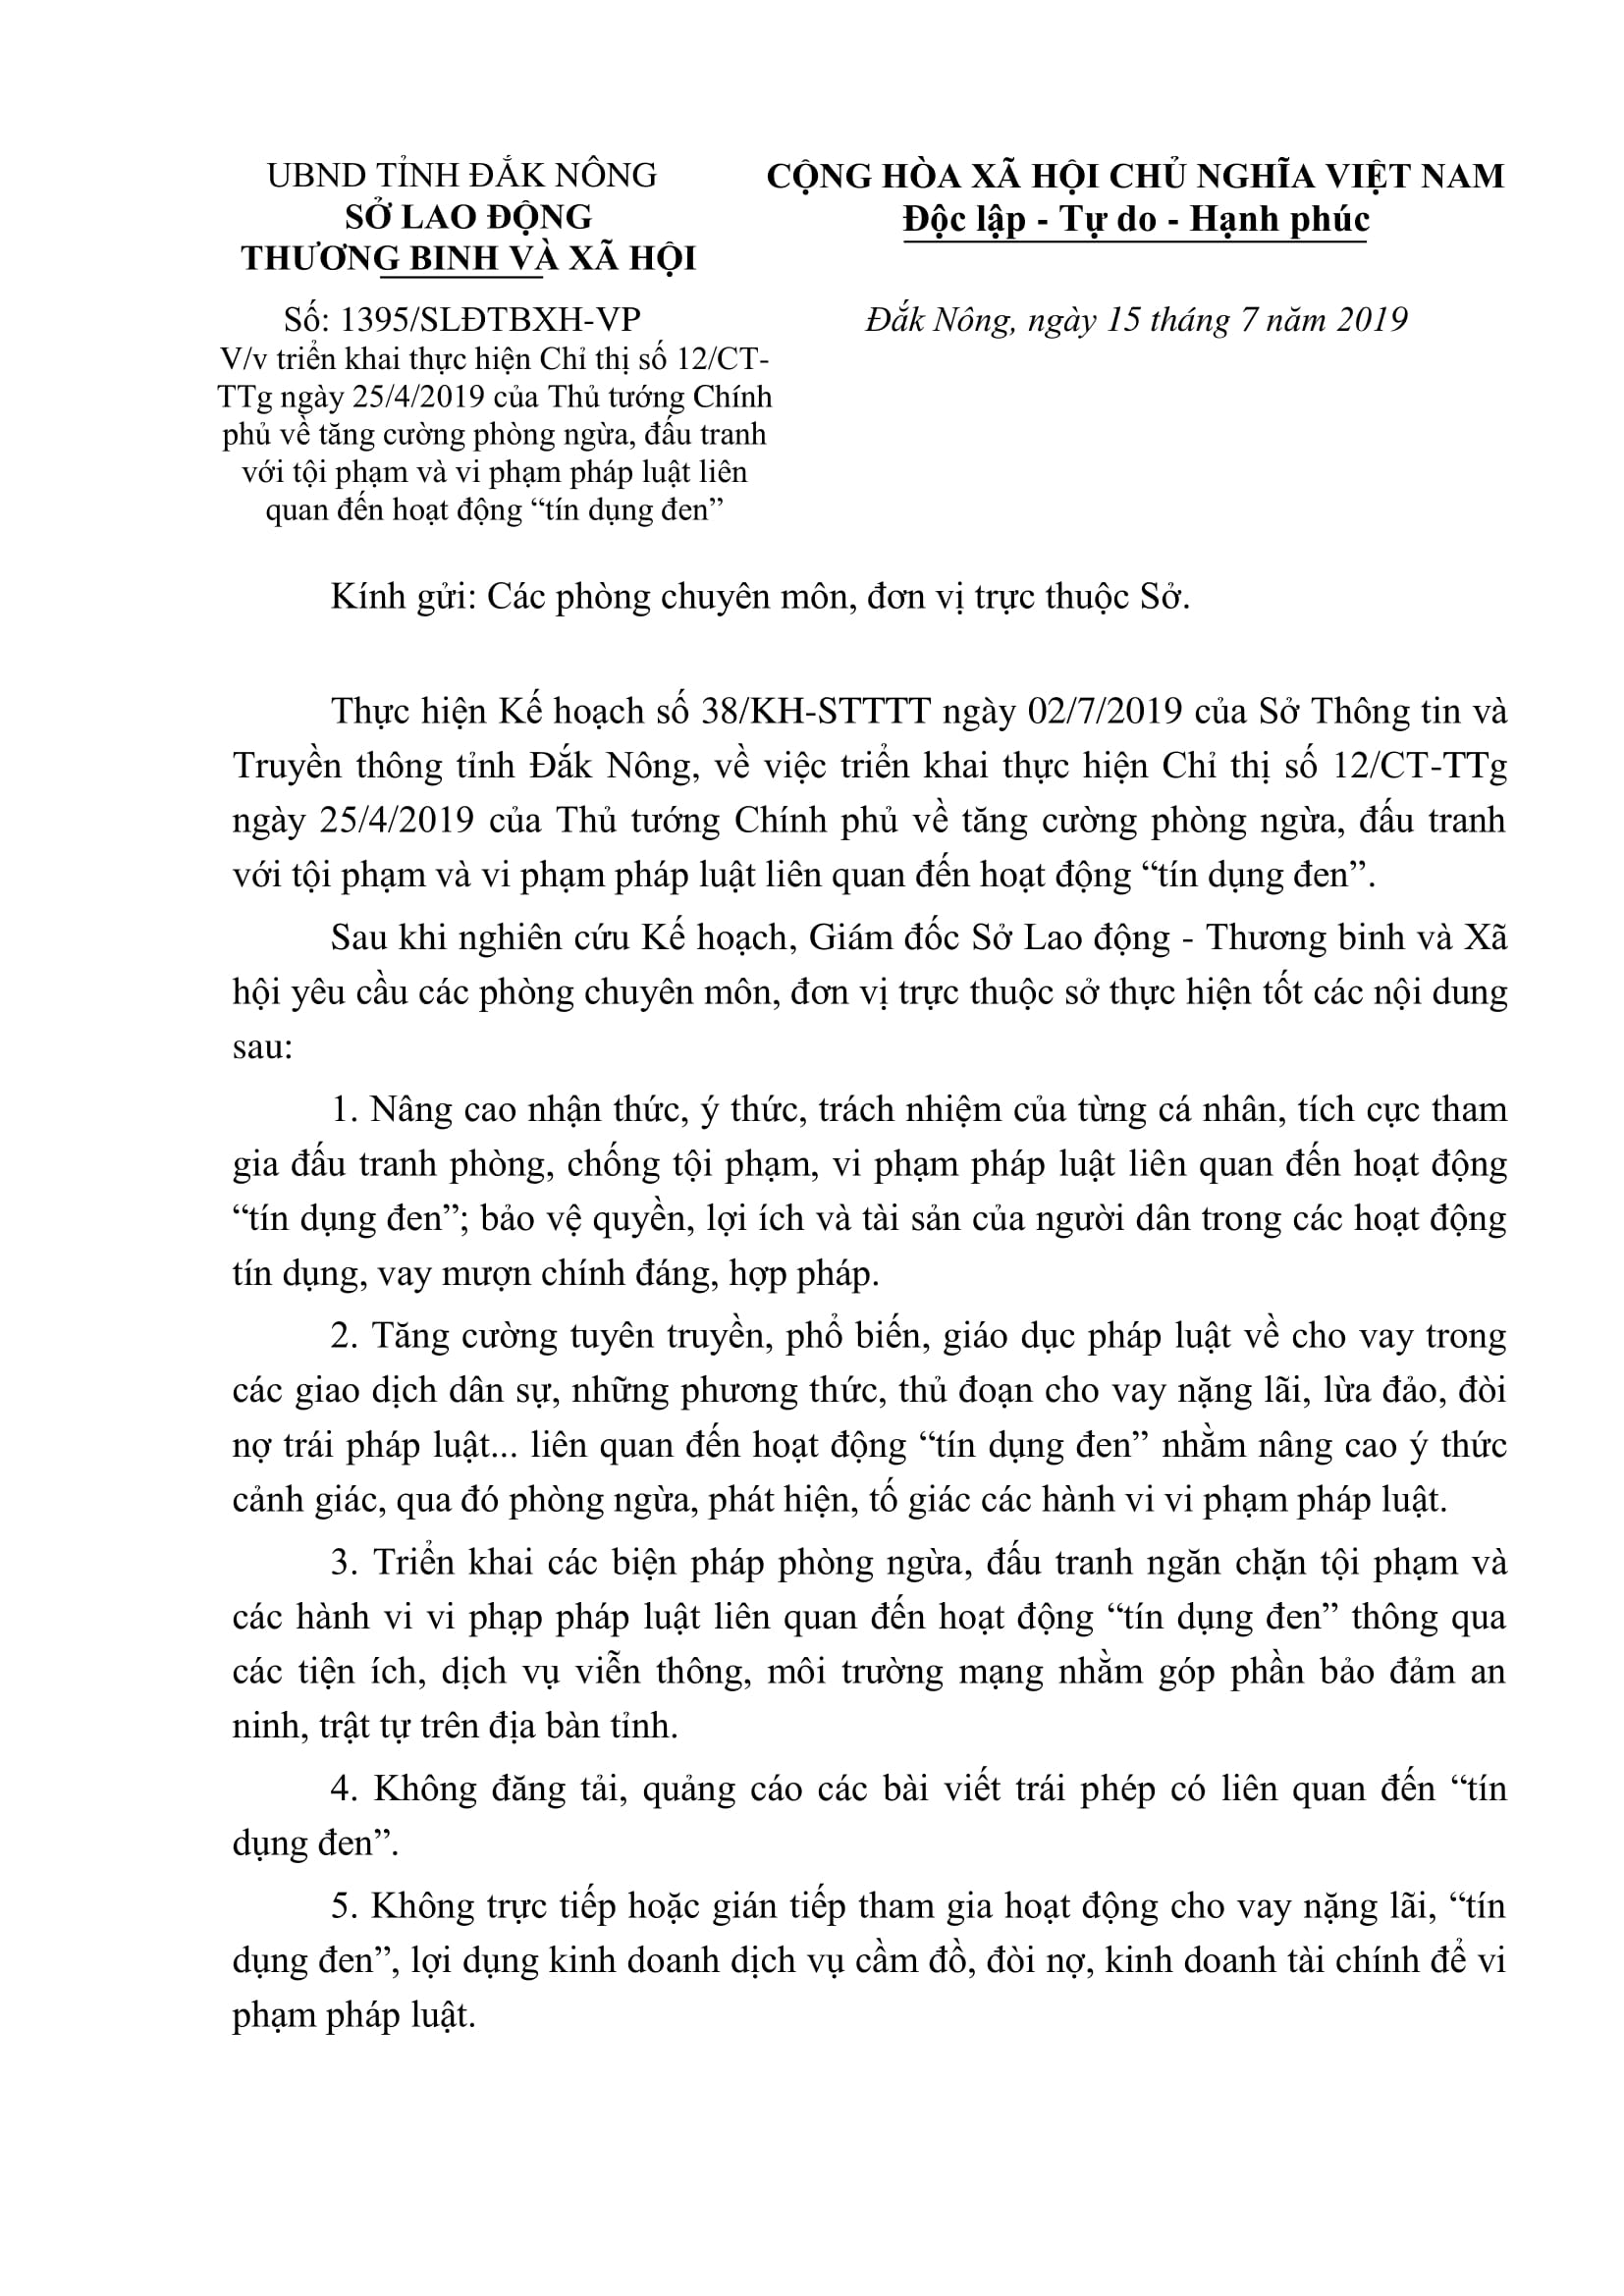 UBND TỈNH ĐẮK NÔNG
SỞ LAO ĐỘNG
THƯƠNG BINH VÀ XÃ HỘI
CỘNG HÒA XÃ HỘI CHỦ NGHĨA VIỆT NAM
Độc lập - Tự do - Hạnh phúc
Số: 1395/SLĐTBXH-VP
V/v triển khai thực hiện Chỉ thị số 12/CT-
TTg ngày 25/4/2019 của Thủ tướng Chính
phủ về tăng cường phòng ngừa, đấu tranh
với tội phạm và vi phạm pháp luật liên
quan đến hoạt động “tín dụng đen”
Đắk Nông, ngày 15 tháng 7 năm 2019
Kính gửi: Các phòng chuyên môn, đơn vị trực thuộc Sở.
Thực hiện Kế hoạch số 38/KH-STTTT ngày 02/7/2019 của Sở Thông tin và
Truyền thông tỉnh Đắk Nông, về việc triển khai thực hiện Chỉ thị số 12/CT-TTg
ngày 25/4/2019 của Thủ tướng Chính phủ về tăng cường phòng ngừa, đấu tranh
với tội phạm và vi phạm pháp luật liên quan đến hoạt động “tín dụng đen”.
Sau khi nghiên cứu Kế hoạch, Giám đốc Sở Lao động - Thương binh và Xã
hội yêu cầu các phòng chuyên môn, đơn vị trực thuộc sở thực hiện tốt các nội dung
sau:
1. Nâng cao nhận thức, ý thức, trách nhiệm của từng cá nhân, tích cực tham
gia đấu tranh phòng, chống tội phạm, vi phạm pháp luật liên quan đến hoạt động
“tín dụng đen”; bảo vệ quyền, lợi ích và tài sản của người dân trong các hoạt động
tín dụng, vay mượn chính đáng, hợp pháp.
2. Tăng cường tuyên truyền, phổ biến, giáo dục pháp luật về cho vay trong
các giao dịch dân sự, những phương thức, thủ đoạn cho vay nặng lãi, lừa đảo, đòi
nợ trái pháp luật... liên quan đến hoạt động “tín dụng đen” nhằm nâng cao ý thức
cảnh giác, qua đó phòng ngừa, phát hiện, tố giác các hành vi vi phạm pháp luật.
3. Triển khai các biện pháp phòng ngừa, đấu tranh ngăn chặn tội phạm và
các hành vi vi phạp pháp luật liên quan đến hoạt động “tín dụng đen” thông qua
các tiện ích, dịch vụ viễn thông, môi trường mạng nhằm góp phần bảo đảm an
ninh, trật tự trên địa bàn tỉnh.
4. Không đăng tải, quảng cáo các bài viết trái phép có liên quan đến “tín
dụng đen”.
5. Không trực tiếp hoặc gián tiếp tham gia hoạt động cho vay nặng lãi, “tín
dụng đen”, lợi dụng kinh doanh dịch vụ cầm đồ, đòi nợ, kinh doanh tài chính để vi
phạm pháp luật.